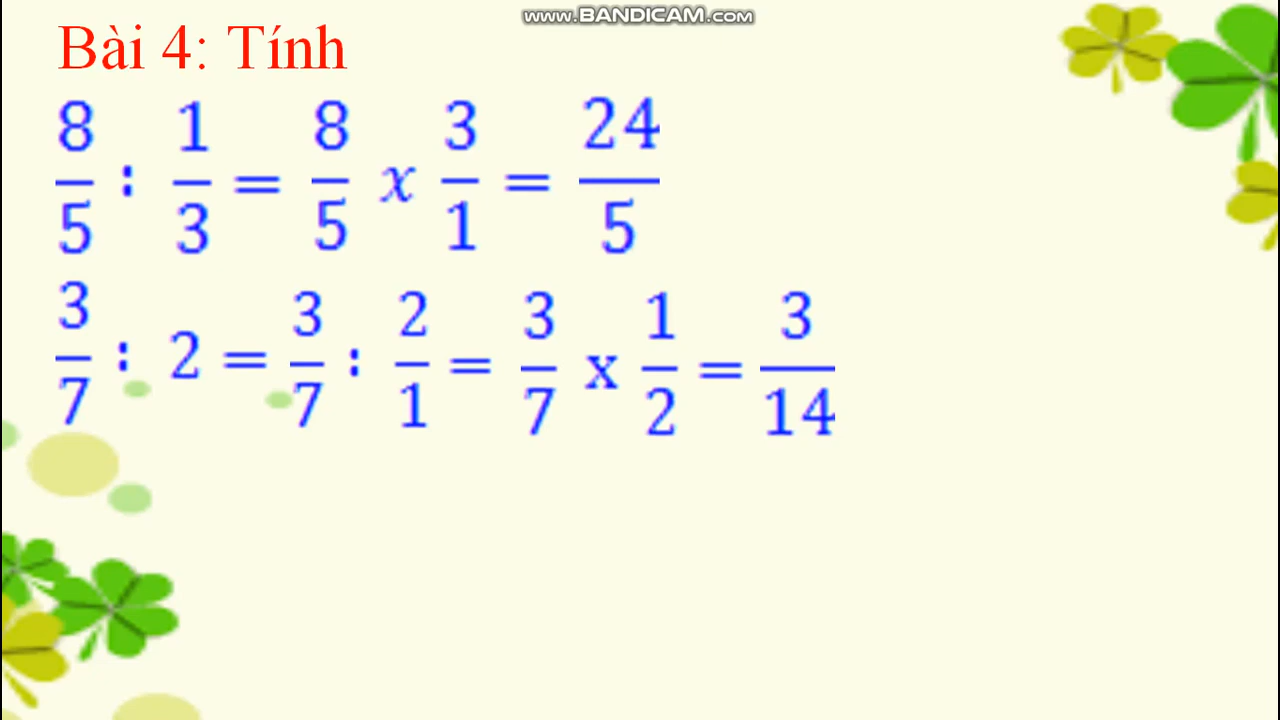 www.BANDICAM.com
Bài 4: Tính
8/5 : 1/3 = 8/5 x 3/1 = 24/5
3/7 : 2 = 3/7 : 2/1 = 3/7 x 1/2 = 3/14